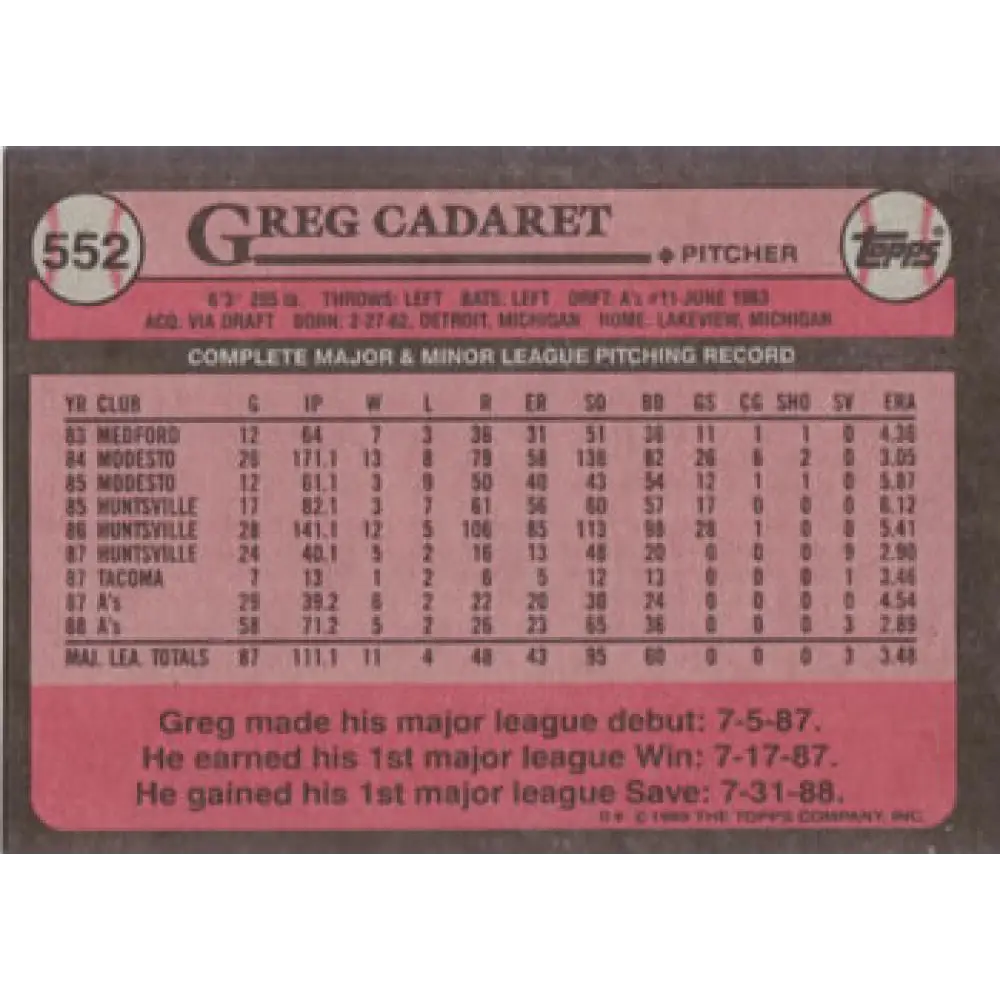 552
GREG CADARET
PITCHER
TOPPS®
6'3" 205 lb. THROWS: LEFT BATS: LEFT DRFT: A's #11-JUNE 1983
ACQ. VIA DRAFT BORN: 2-27-62, DETROIT, MICHIGAN HOME: LAKEVIEW, MICHIGAN
COMPLETE MAJOR & MINOR LEAGUE PITCHING RECORD
YR CLUB G IP W L R ER SO BB GS CG SHO SV ERA
83 MEDFORD 12 64 7 3 36 31 51 36 11 1 1 0 4.36
84 MODESTO 26 171.1 13 8 79 58 138 82 26 6 2 0 3.05
85 MODESTO 12 61.1 3 9 50 40 43 54 12 1 1 0 5.87
85 HUNTSVILLE 17 82.1 3 7 61 56 60 57 17 0 0 0 6.12
86 HUNTSVILLE 28 141.1 12 5 106 85 113 98 28 1 0 0 5.41
87 HUNTSVILLE 24 40.1 5 2 16 13 48 20 0 0 0 9 2.90
87 TACOMA 7 13 1 2 6 5 12 13 0 0 0 1 3.46
87 A's 29 39.2 6 2 22 20 30 24 0 0 0 0 4.54
88 A's 58 71.2 5 2 26 23 65 36 0 0 0 3 2.89
MAJ. LEA. TOTALS 87 111.1 11 4 48 43 95 60 0 0 0 3 3.48
Greg made his major league debut: 7-5-87.
He earned his 1st major league Win: 7-17-87.
He gained his 1st major league Save: 7-31-88.
© 1989 THE TOPPS COMPANY, INC.